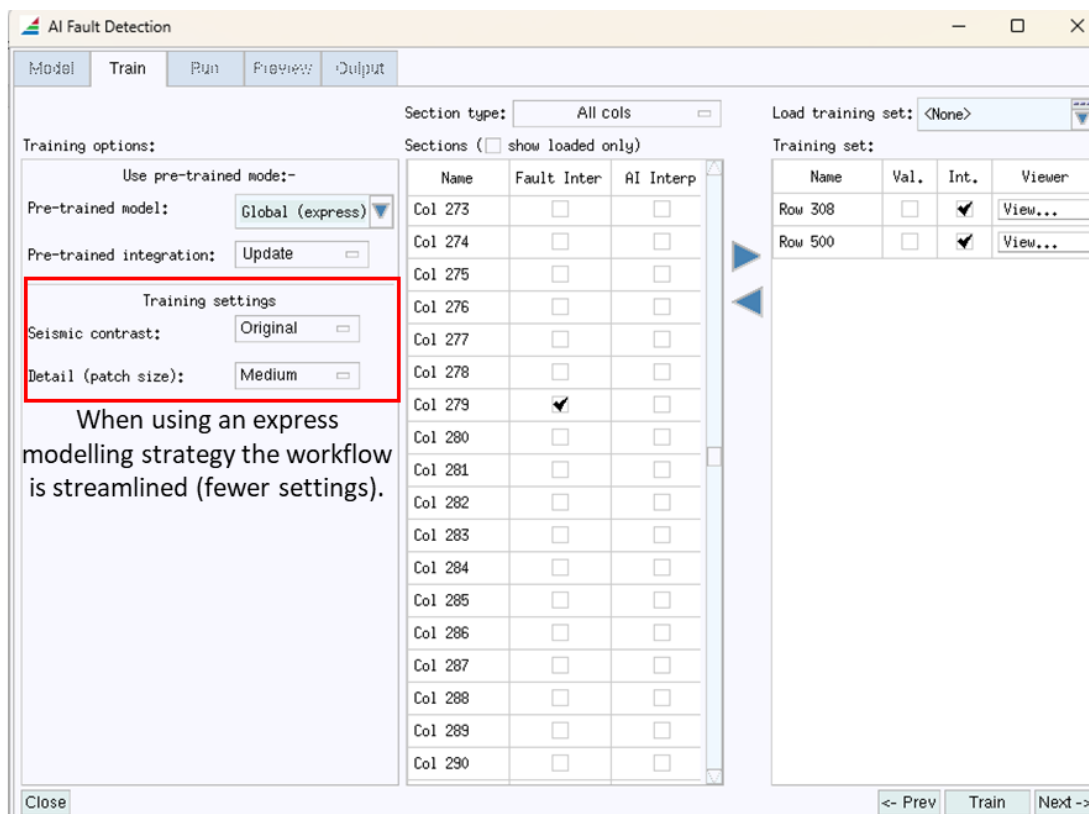 AI Fault Detection
Model Train Run Preview Output
Section type: All cols
Load training set: <None>
Training options:
Sections ( show loaded only)
Training set:
Use pre-trained mode:-
Pre-trained model: Global (express)
Pre-trained integration: Update
Training settings
Seismic contrast: Original
Detail (patch size): Medium
When using an express
modelling strategy the workflow
is streamlined (fewer settings).
Name Fault Inter AI Interp
Col 273
Col 274
Col 275
Col 276
Col 277
Col 278
Col 279
Col 280
Col 281
Col 282
Col 283
Col 284
Col 285
Col 286
Col 287
Col 288
Col 289
Col 290
Name Val. Int. Viewer
Row 308 View...
Row 500 View...
Close
<- Prev Train Next ->